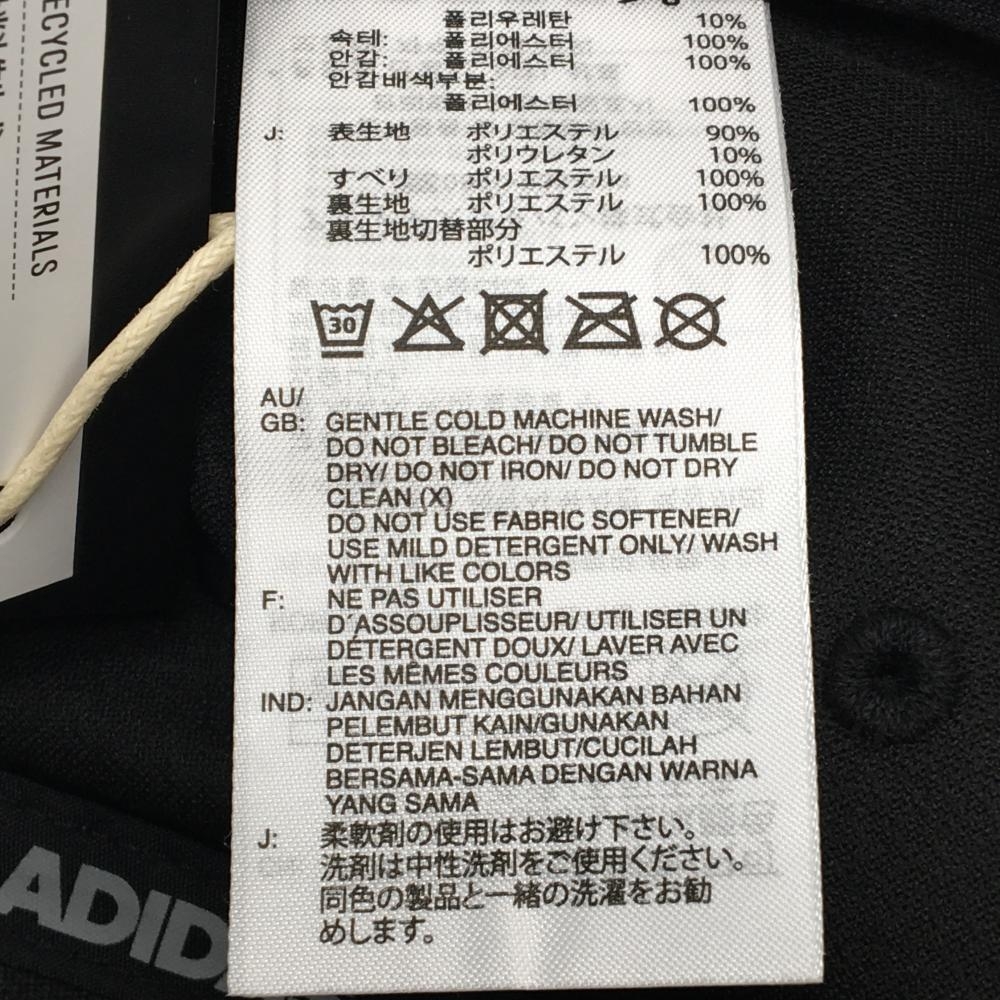 폴리우레탄 10%
속테: 폴리에스터 100%
안감: 폴리에스터 100%
안감배색부분:
폴리에스터 100%
J: 表生地 ポリエステル 90%
ポリウレタン 10%
すべり ポリエステル 100%
裏生地 ポリエステル 100%
裏生地切替部分
ポリエステル 100%
30
AU/
GB: GENTLE COLD MACHINE WASH/
DO NOT BLEACH/ DO NOT TUMBLE
DRY/ DO NOT IRON/ DO NOT DRY
CLEAN (X)
DO NOT USE FABRIC SOFTENER/
USE MILD DETERGENT ONLY/ WASH
WITH LIKE COLORS
F: NE PAS UTILISER
D´ASSOUPLISSEUR/ UTILISER UN
DÉTERGENT DOUX/ LAVER AVEC
LES MÊMES COULEURS
IND: JANGAN MENGGUNAKAN BAHAN
PELEMBUT KAIN/GUNAKAN
DETERJEN LEMBUT/CUCILAH
BERSAMA-SAMA DENGAN WARNA
YANG SAMA
J: 柔軟剤の使用はお避け下さい。
洗剤は中性洗剤をご使用ください。
同色の製品と一緒の洗濯をお勧
めします。
ECYCLED MATERIALS
ADID